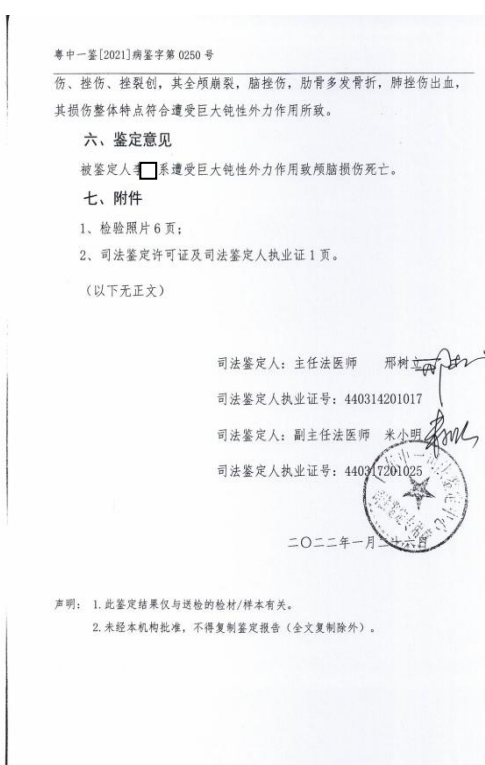 粤中一鉴[2021]病鉴字第 0250 号
伤、挫伤、挫裂创，其全颅崩裂，脑挫伤，肋骨多发骨折，肺挫伤出血，
其损伤整体特点符合遭受巨大钝性外力作用所致。
六、鉴定意见
被鉴定人李系遭受巨大钝性外力作用致颅脑损伤死亡。
七、附件
1、检验照片 6 页；
2、司法鉴定许可证及司法鉴定人执业证 1 页。
（以下无正文）
司法鉴定人：主任法医师 邢树立
司法鉴定人执业证号：440314201017
司法鉴定人：副主任法医师 米小明
司法鉴定人执业证号：440317201025
二〇二二年一月二十六日
声明： 1.此鉴定结果仅与送检的检材/样本有关。
2.未经本机构批准，不得复制鉴定报告（全文复制除外）。